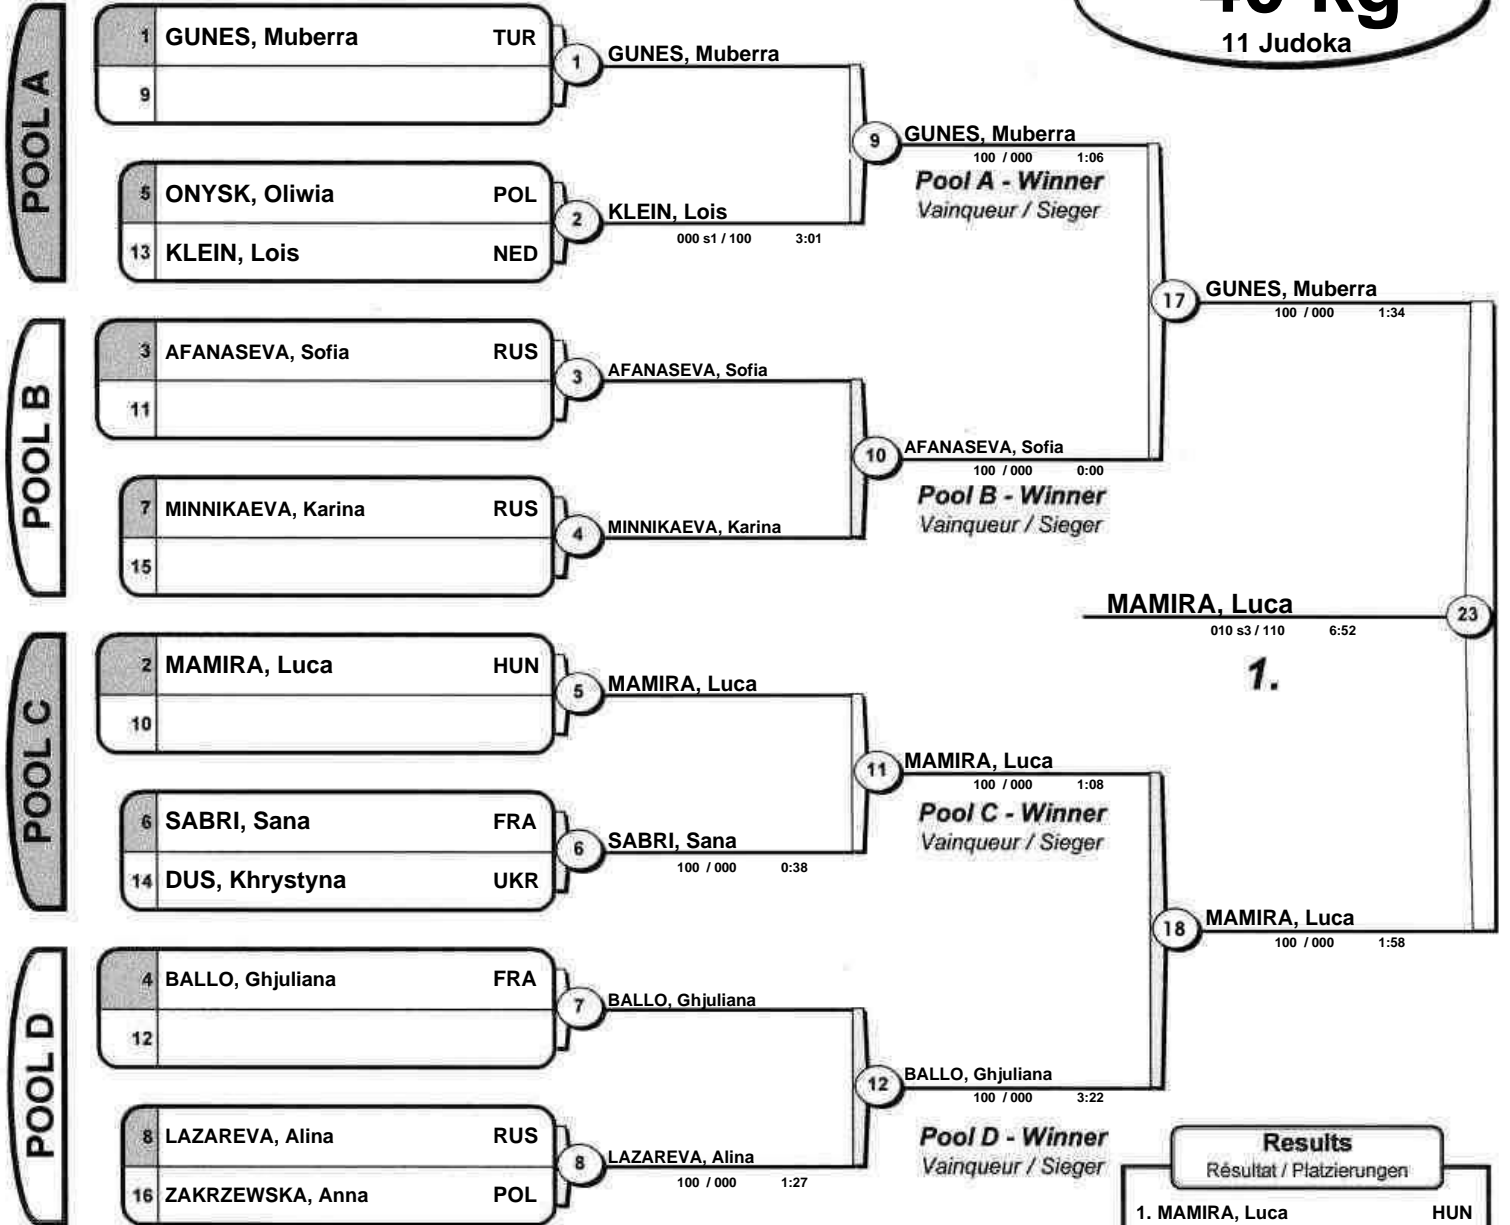 40 kg
11 Judoka
POOL A
1 GUNES, Muberra TUR
9
1 GUNES, Muberra
5 ONYSK, Oliwia POL
13 KLEIN, Lois NED
2 KLEIN, Lois
000 s1 / 100 3:01
9 GUNES, Muberra
100 / 000 1:06
Pool A - Winner
Vainqueur / Sieger
POOL B
3 AFANASEVA, Sofia RUS
11
3 AFANASEVA, Sofia
7 MINNIKAEVA, Karina RUS
15
4 MINNIKAEVA, Karina
10 AFANASEVA, Sofia
100 / 000 0:00
Pool B - Winner
Vainqueur / Sieger
17 GUNES, Muberra
100 / 000 1:34
POOL C
2 MAMIRA, Luca HUN
10
5 MAMIRA, Luca
6 SABRI, Sana FRA
14 DUS, Khrystyna UKR
6 SABRI, Sana
100 / 000 0:38
11 MAMIRA, Luca
100 / 000 1:08
Pool C - Winner
Vainqueur / Sieger
POOL D
4 BALLO, Ghjuliana FRA
12
7 BALLO, Ghjuliana
8 LAZAREVA, Alina RUS
16 ZAKRZEWSKA, Anna POL
8 LAZAREVA, Alina
100 / 000 1:27
12 BALLO, Ghjuliana
100 / 000 3:22
Pool D - Winner
Vainqueur / Sieger
18 MAMIRA, Luca
100 / 000 1:58
MAMIRA, Luca 23
010 s3 / 110 6:52
1.
Results
Résultat / Platzierungen
1. MAMIRA, Luca HUN